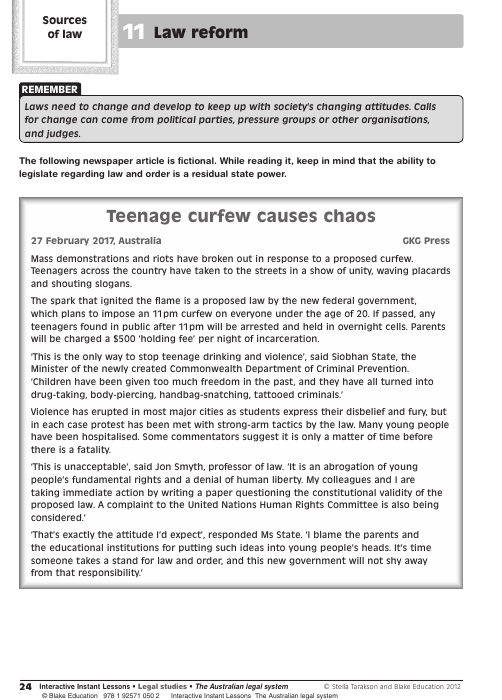 Sources
of law
11 Law reform
REMEMBER
Laws need to change and develop to keep up with society's changing attitudes. Calls
for change can come from political parties, pressure groups or other organisations,
and judges.
The following newspaper article is fictional. While reading it, keep in mind that the ability to
legislate regarding law and order is a residual state power.
Teenage curfew causes chaos
27 February 2017, Australia GKG Press
Mass demonstrations and riots have broken out in response to a proposed curfew.
Teenagers across the country have taken to the streets in a show of unity, waving placards
and shouting slogans.
The spark that ignited the flame is a proposed law by the new federal government,
which plans to impose an 11pm curfew on everyone under the age of 20. If passed, any
teenagers found in public after 11pm will be arrested and held in overnight cells. Parents
will be charged a $500 'holding fee' per night of incarceration.
'This is the only way to stop teenage drinking and violence', said Siobhan State, the
Minister of the newly created Commonwealth Department of Criminal Prevention.
'Children have been given too much freedom in the past, and they have all turned into
drug-taking, body-piercing, handbag-snatching, tattooed criminals.'
Violence has erupted in most major cities as students express their disbelief and fury, but
in each case protest has been met with strong-arm tactics by the law. Many young people
have been hospitalised. Some commentators suggest it is only a matter of time before
there is a fatality.
'This is unacceptable', said Jon Smyth, professor of law. 'It is an abrogation of young
people's fundamental rights and a denial of human liberty. My colleagues and I are
taking immediate action by writing a paper questioning the constitutional validity of the
proposed law. A complaint to the United Nations Human Rights Committee is also being
considered.'
'That's exactly the attitude I'd expect', responded Ms State. 'I blame the parents and
the educational institutions for putting such ideas into young people's heads. It's time
someone takes a stand for law and order, and this new government will not shy away
from that responsibility.'
24 Interactive Instant Lessons • Legal studies • The Australian legal system © Stella Tarakson and Blake Education 2012
© Blake Education 978 1 92571 050 2 Interactive Instant Lessons The Australian legal system